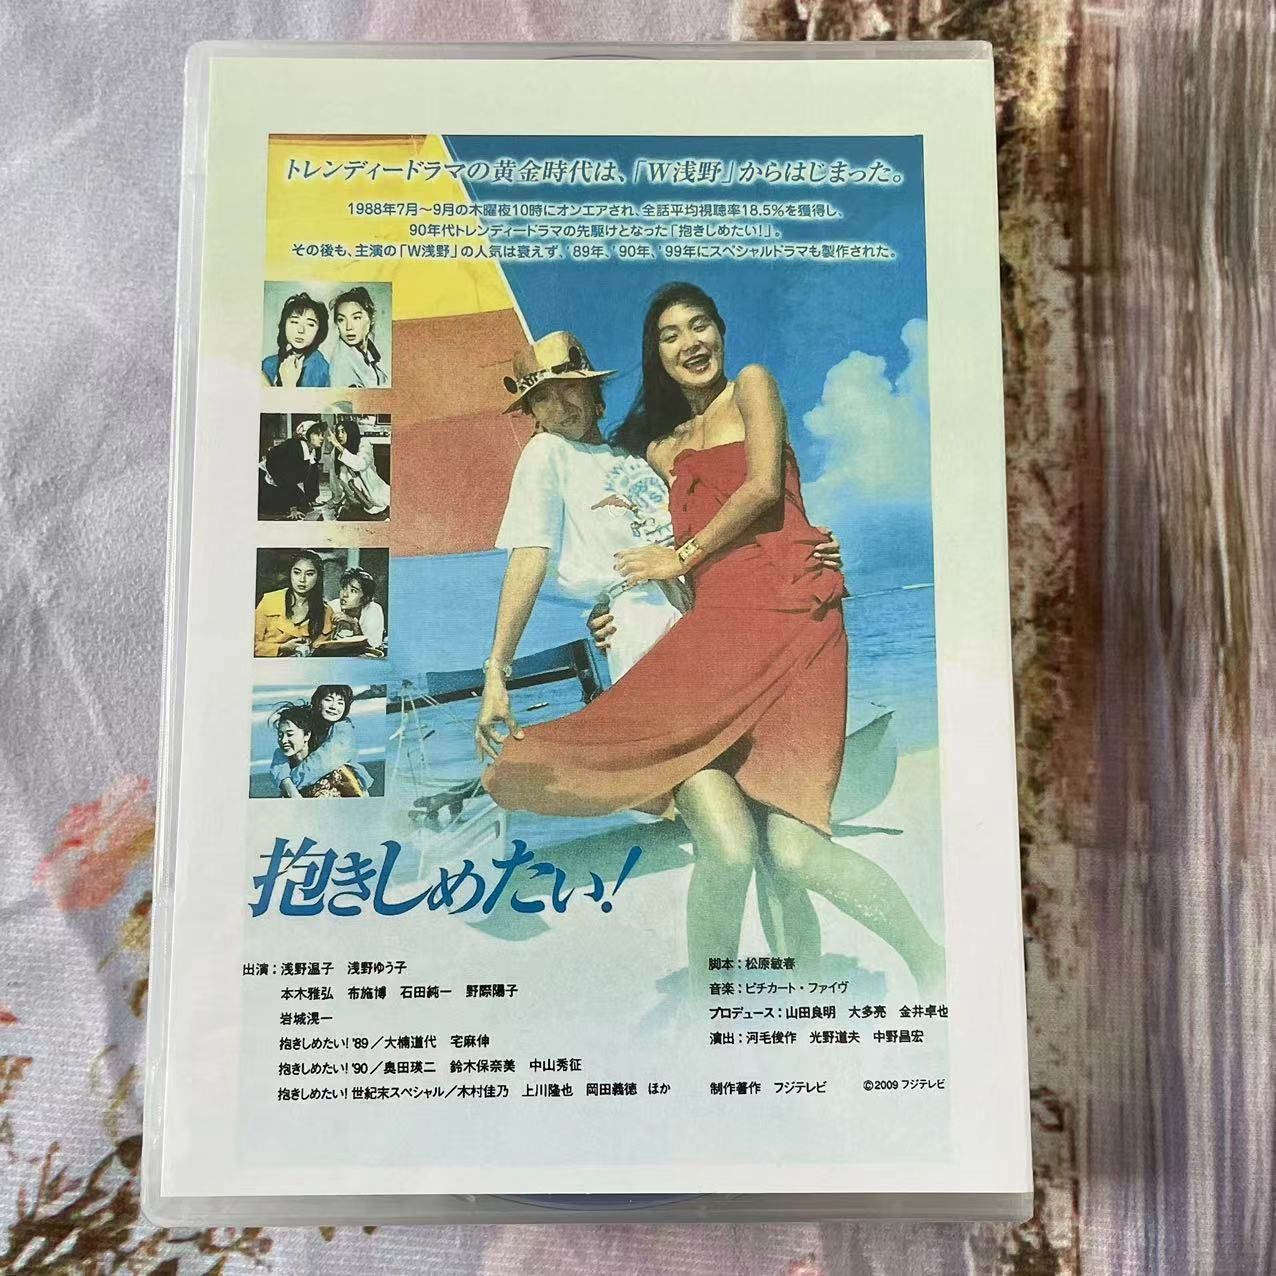 トレンディードラマの黄金時代は、「W浅野」からはじまった。
1988年7月〜9月の木曜夜10時にオンエアされ、全話平均視聴率18.5%を獲得し、
90年代トレンディードラマの先駆けとなった「抱きしめたい!」。
その後も、主演の「W浅野」の人気は衰えず、'89年、'90年、'99年にスペシャルドラマも製作された。
抱きしめたい!
出演:浅野温子 浅野ゆう子
本木雅弘 布施博 石田純一 野際陽子
岩城滉一
抱きしめたい!'89/大楠道代 宅麻伸
抱きしめたい!'90/奥田瑛二 鈴木保奈美 中山秀征
抱きしめたい!世紀末スペシャル/木村佳乃 上川隆也 岡田義徳 ほか
脚本:松原敏春
音楽:ピチカート・ファイヴ
プロデュース:山田良明 大多亮 金井卓也
演出:河毛俊作 光野道夫 中野昌宏
制作著作 フジテレビ ©2009 フジテレビ